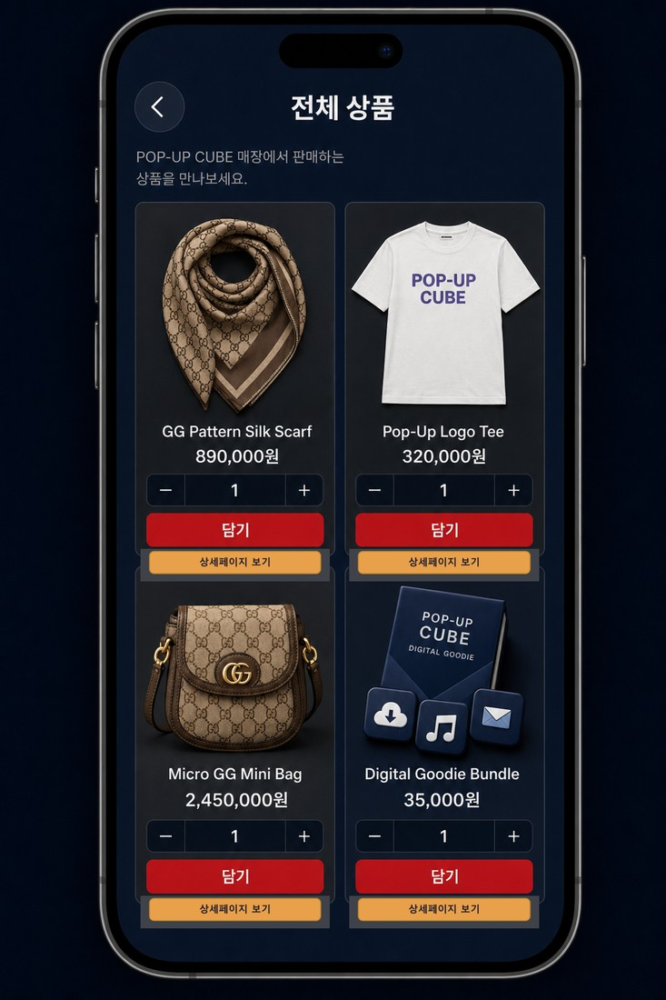 전체 상품
POP-UP CUBE 매장에서 판매하는
상품을 만나보세요.
POP-UP
CUBE
GG Pattern Silk Scarf
890,000원
1
담기
상세페이지 보기
Pop-Up Logo Tee
320,000원
1
담기
상세페이지 보기
GG
POP-UP
CUBE
DIGITAL GOODIE
Micro GG Mini Bag
2,450,000원
1
담기
상세페이지 보기
Digital Goodie Bundle
35,000원
1
담기
상세페이지 보기